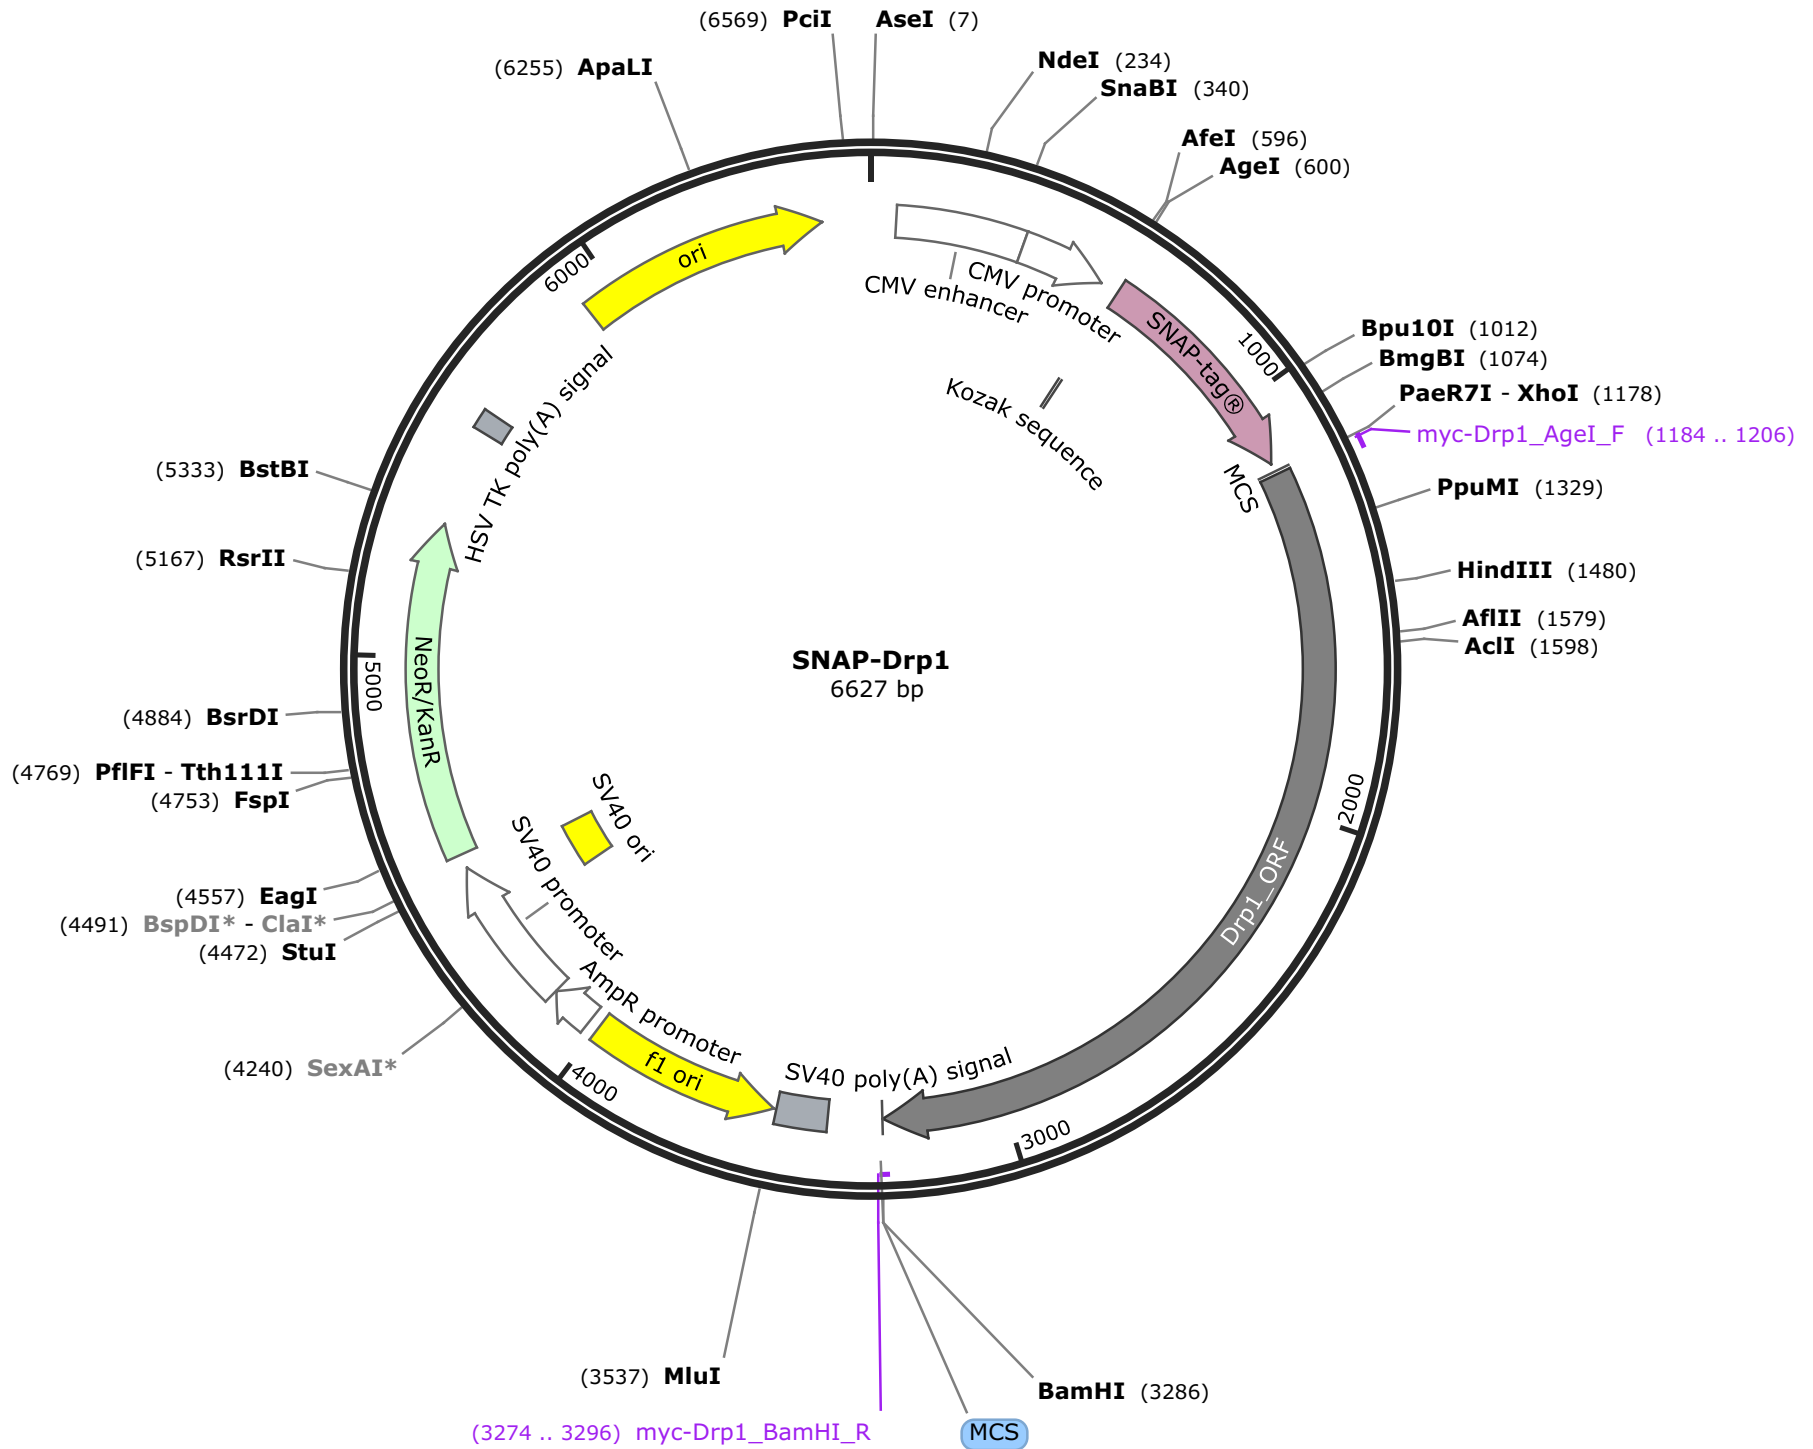 (6569) PciI
AseI (7)
(6255) ApaLI
NdeI (234)
SnaBI (340)
AfeI (596)
AgeI (600)
6000
ori
CMV enhancer
CMV promoter
SNAP-tag®
1000
Kozak sequence
Bpu10I (1012)
BmgBI (1074)
PaeR7I - XhoI (1178)
myc-Drp1_AgeI_F (1184 .. 1206)
MCS
PpuMI (1329)
HindIII (1480)
AflII (1579)
AclI (1598)
HSV TK poly(A) signal
(5333) BstBI
(5167) RsrII
5000
NeoR/KanR
SNAP-Drp1
6627 bp
(4884) BsrDI
(4769) PflFI - Tth111I
(4753) FspI
2000
SV40 ori
SV40 promoter
Drp1_ORF
(4557) EagI
(4491) BspDI* - ClaI*
(4472) StuI
AmpR promoter
(4240) SexAI*
4000
f1 ori
SV40 poly(A) signal
3000
(3537) MluI
BamHI (3286)
(3274 .. 3296) myc-Drp1_BamHI_R
MCS